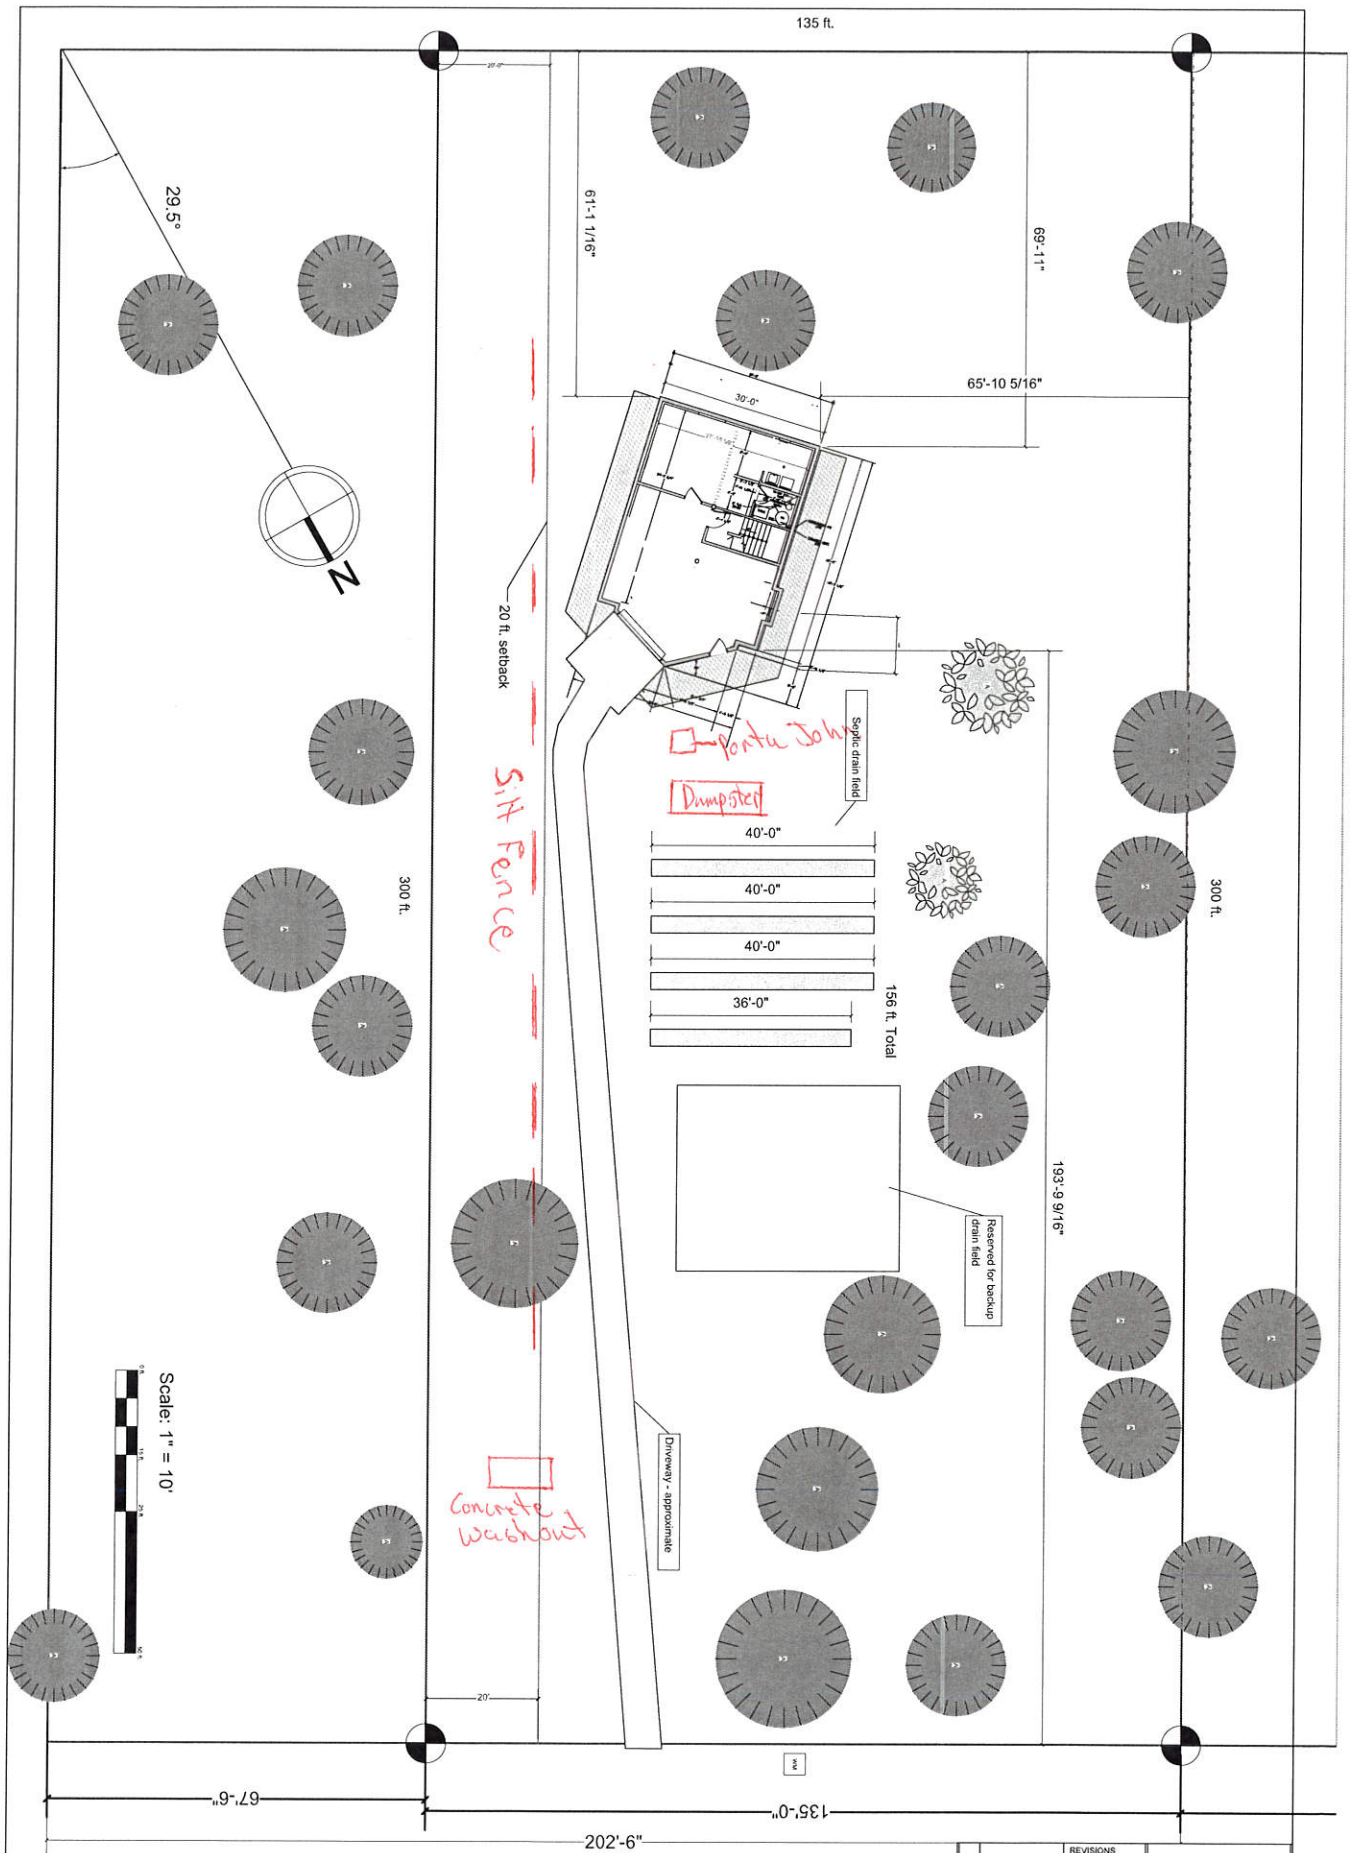 135 ft.
20'-0"
61'-1 1/16"
69'-11"
29.5°
65'-10 5/16"
30'-0"
N
20 ft. setback
Porta John
Septic drain field
Dumpster
Silt Fence
40'-0"
40'-0"
40'-0"
36'-0"
156 ft. Total
300 ft.
300 ft.
193'-9 9/16"
Reserved for backup
drain field
Scale: 1" = 10'
Driveway - approximate
Concrete
washout
20'
WM
67'-6"
135'-0"
202'-6"
REVISIONS